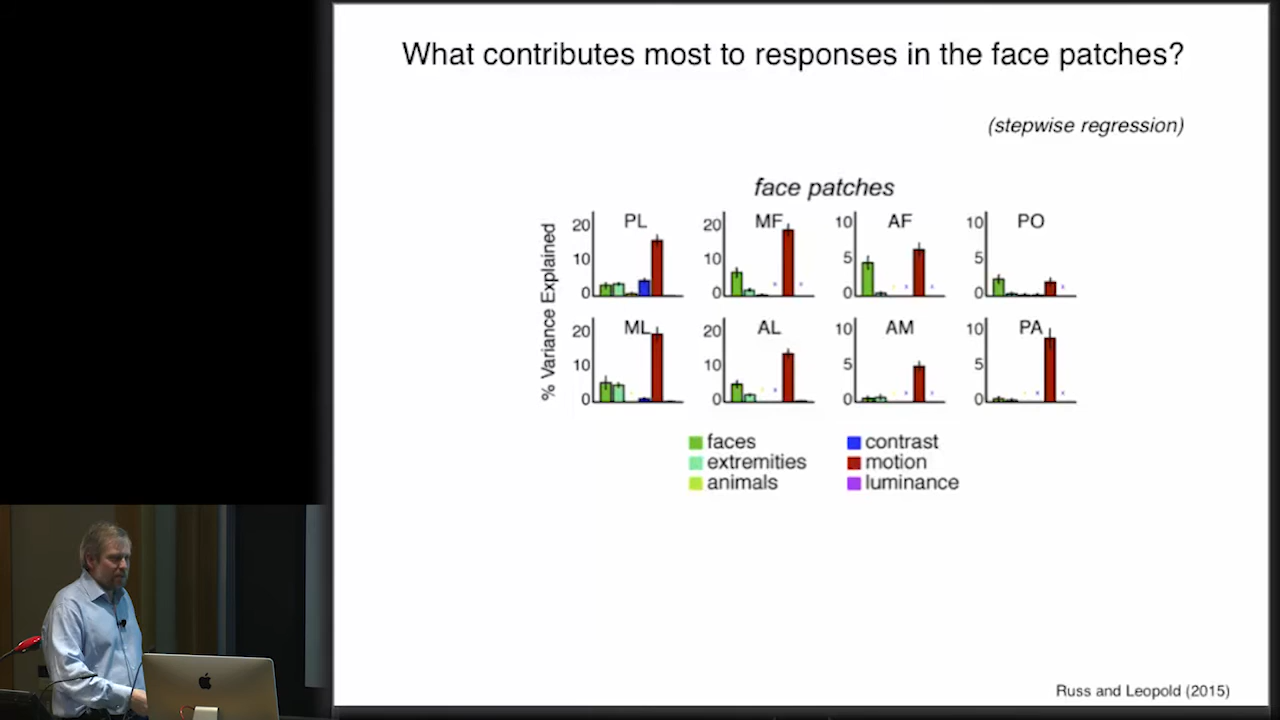 What contributes most to responses in the face patches?
(stepwise regression)
face patches
% Variance Explained
20 10 0 PL
20 10 0 MF
10 5 0 AF
10 5 0 PO
20 10 0 ML
20 10 0 AL
10 5 0 AM
10 5 0 PA
faces
extremities
animals
contrast
motion
luminance
Russ and Leopold (2015)